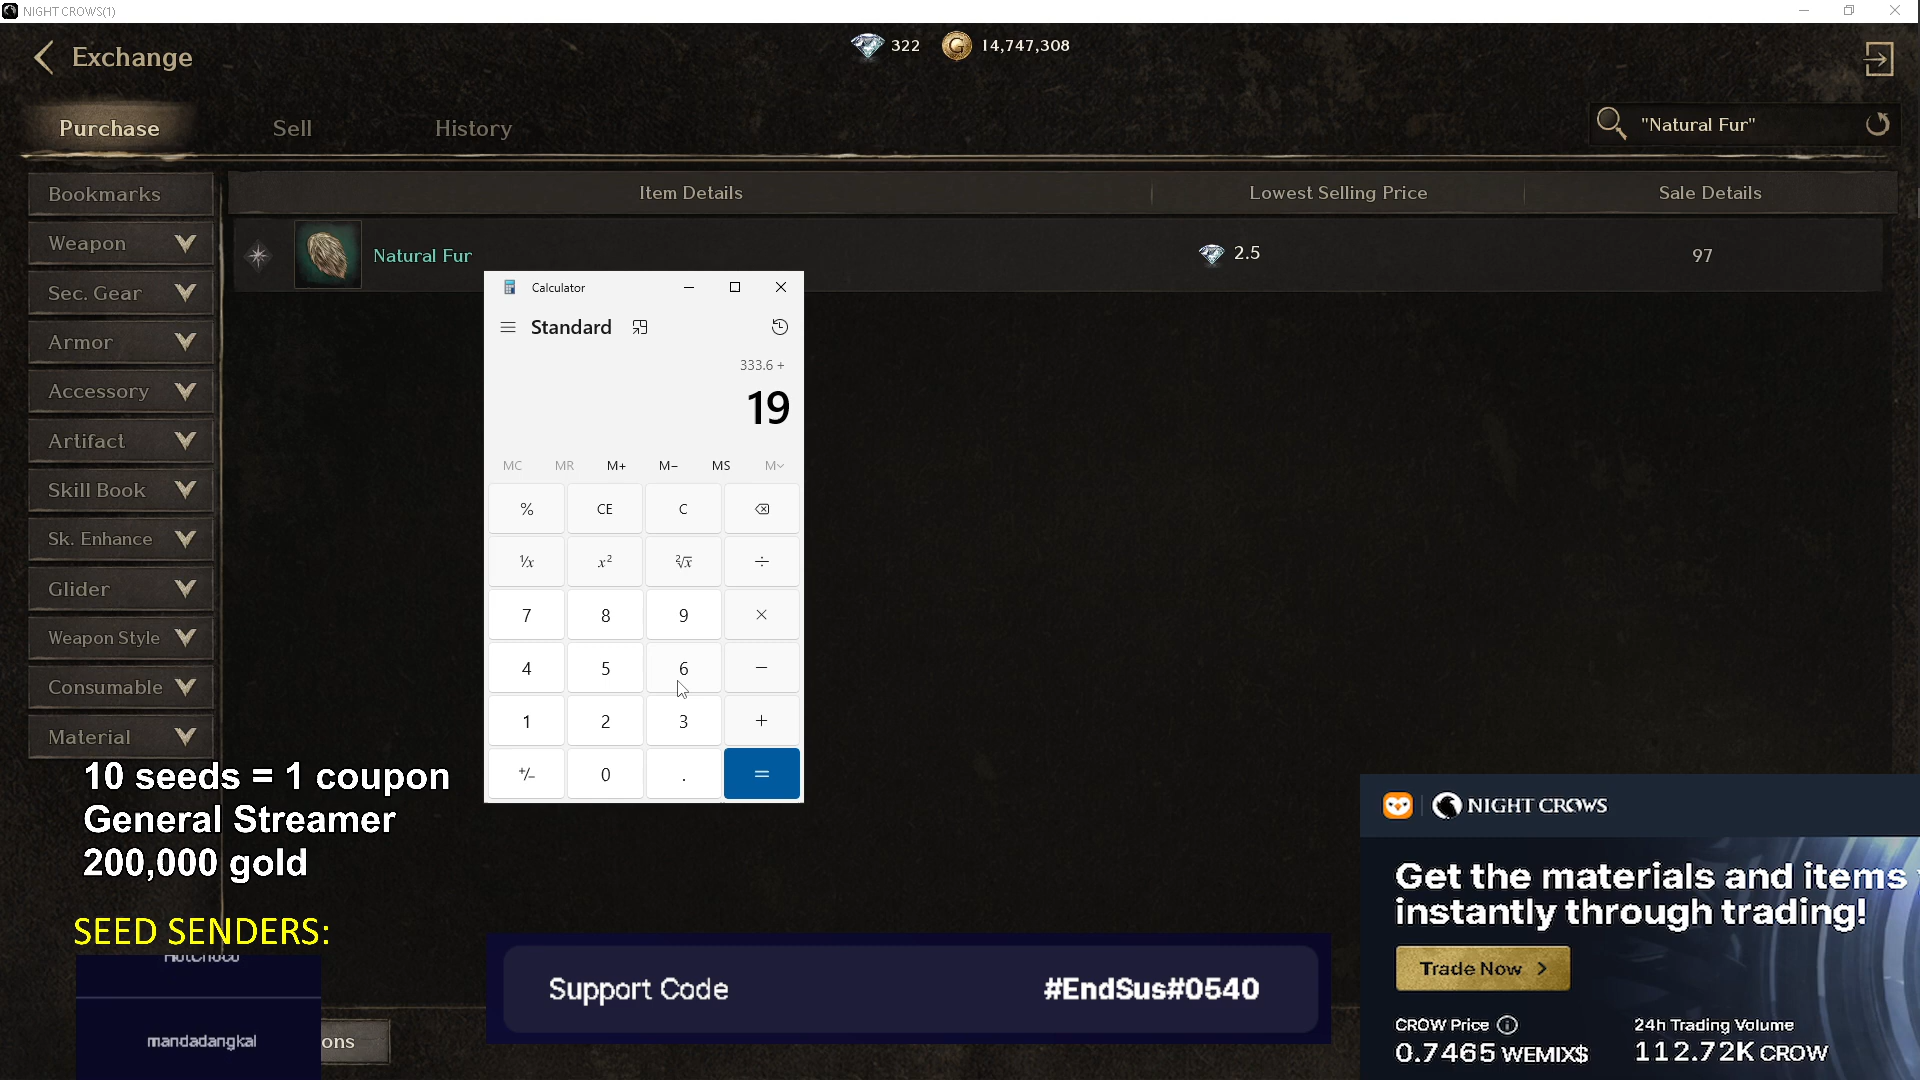 NIGHT CROWS(1)
Exchange
322
14,747,308
Purchase
Sell
History
"Natural Fur"
Bookmarks
Item Details
Lowest Selling Price
Sale Details
Weapon
Natural Fur
2.5
97
Sec. Gear
Armor
Accessory
Artifact
Skill Book
Sk. Enhance
Glider
Weapon Style
Consumable
Material
Calculator
Standard
333.6 +
19
MC MR M+ M− MS M
% CE C
1/x x² ²√x ÷
7 8 9 ×
4 5 6 −
1 2 3 +
+/− 0 . =
10 seeds = 1 coupon
General Streamer
200,000 gold
SEED SENDERS:
HotChoco
mandadangkal
ons
Support Code
#EndSus#0540
NIGHT CROWS
Get the materials and items
instantly through trading!
Trade Now >
CROW Price
24h Trading Volume
0.7465 WEMIX$
112.72K CROW